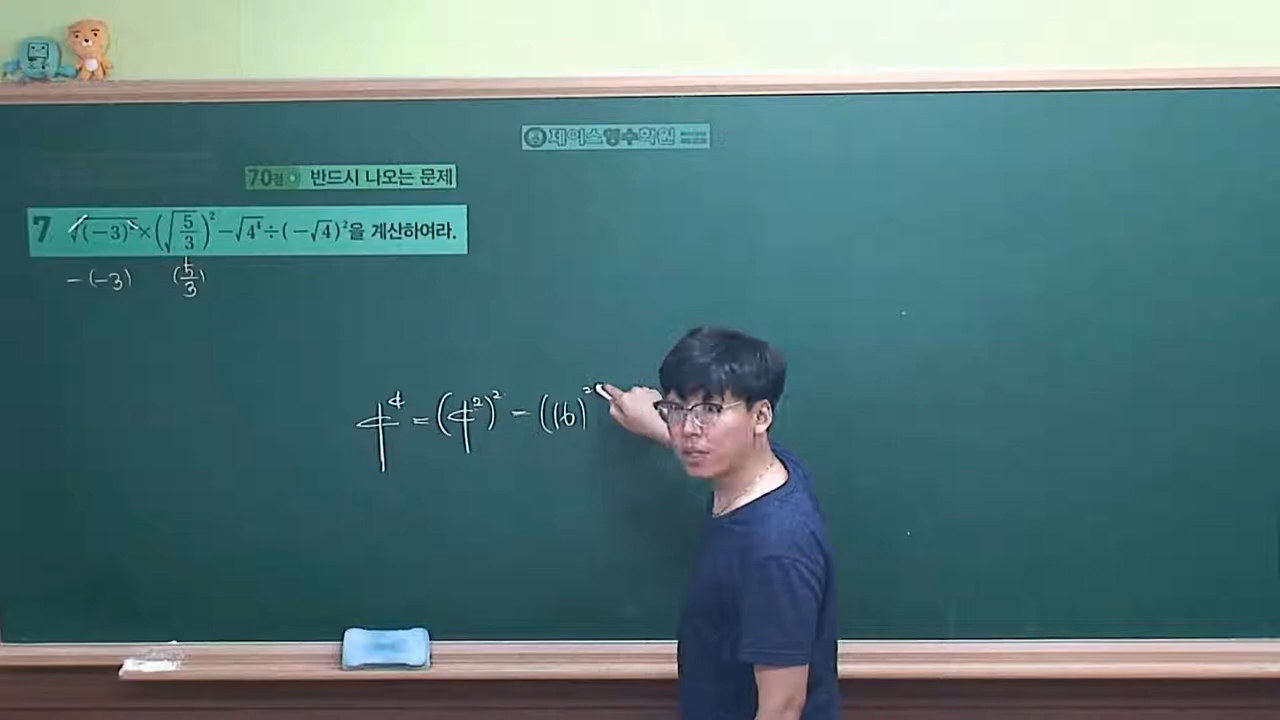 제이스형수학원
70점 반드시 나오는 문제
7 √(-3)² × (√5/3)² - √4⁴ ÷ (-√4)²을 계산하여라.
-(-3) (5/3)
4⁴ = (4²)² = (16)²